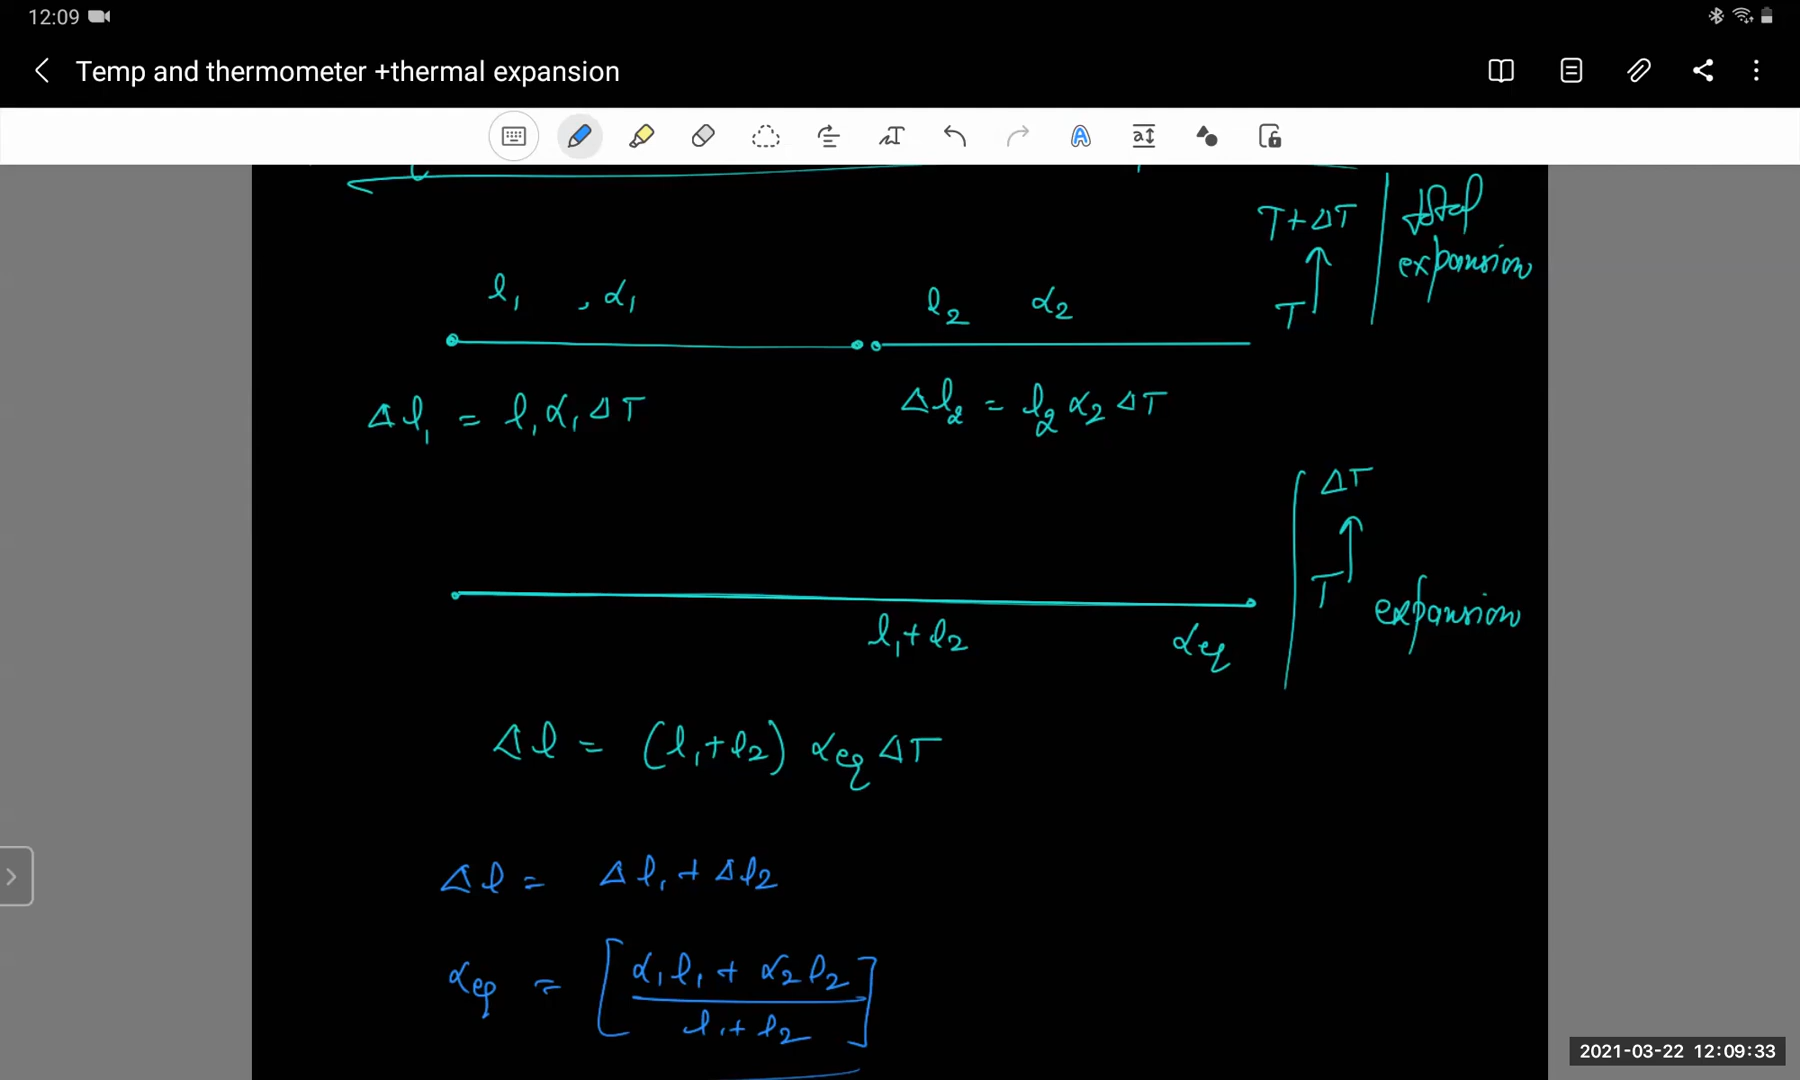 12:09
Temp and thermometer +thermal expansion
T+ΔT
total
expansion
T
l₁ , α₁
l₂ α₂
Δl₁ = l₁α₁ΔT
Δl₂ = l₂α₂ΔT
ΔT
T
expansion
l₁+l₂
αeq
Δl = (l₁+l₂) αeq ΔT
Δl = Δl₁ + Δl₂
αeq = [α₁l₁ + α₂l₂
l₁+l₂]
2021-03-22 12:09:33